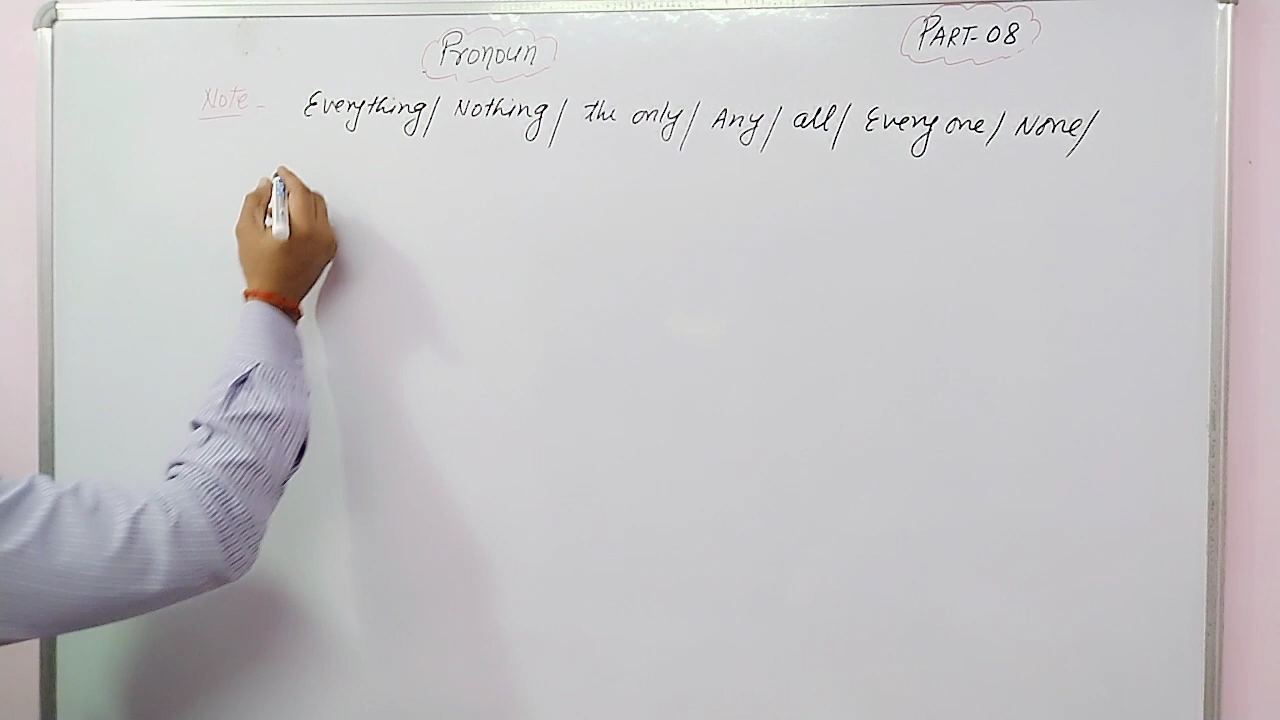 Pronoun
PART-08
Note- Everything/ Nothing/ the only/ Any/ all/ Every one/ None/